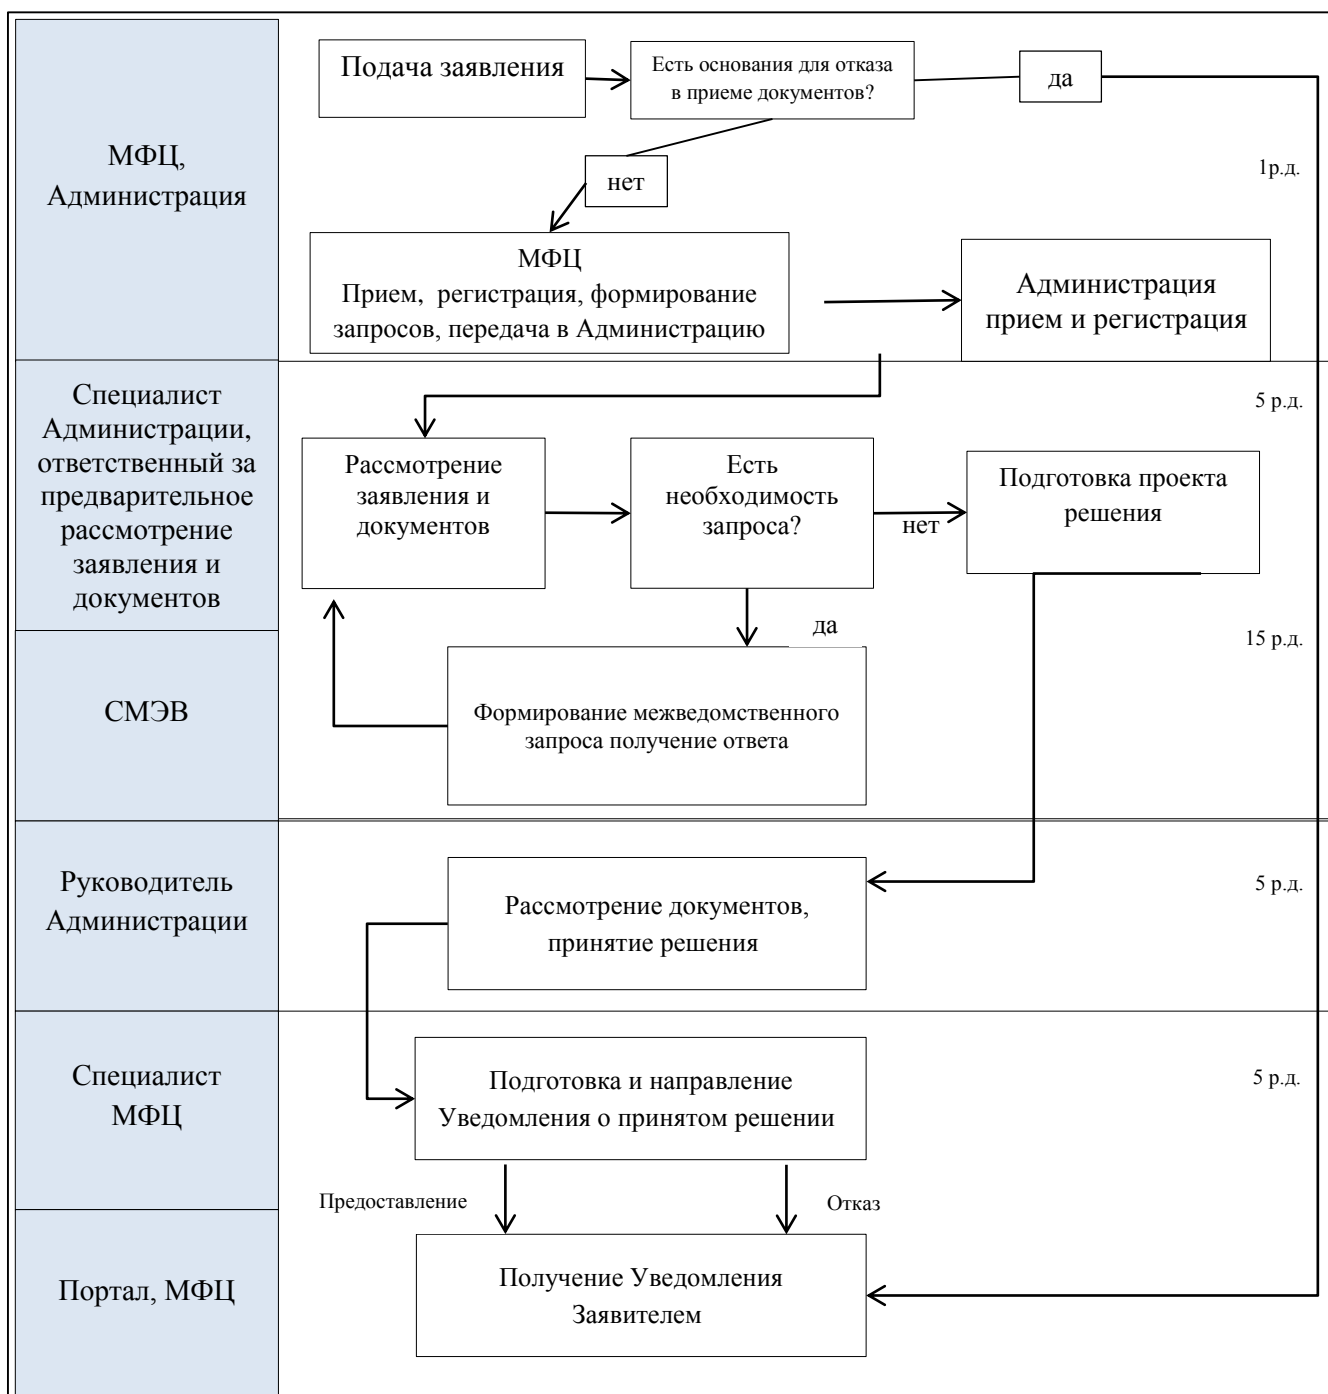 МФЦ,
Администрация
Подача заявления
Есть основания для отказа
в приеме документов?
да
нет
1р.д.
МФЦ
Прием, регистрация, формирование
запросов, передача в Администрацию
Администрация
прием и регистрация
Специалист
Администрации,
ответственный за
предварительное
рассмотрение
заявления и
документов
5 р.д.
Рассмотрение
заявления и
документов
Есть
необходимость
запроса?
нет
Подготовка проекта
решения
да
СМЭВ
15 р.д.
Формирование межведомственного
запроса получение ответа
Руководитель
Администрации
5 р.д.
Рассмотрение документов,
принятие решения
Специалист
МФЦ
5 р.д.
Подготовка и направление
Уведомления о принятом решении
Предоставление
Отказ
Портал, МФЦ
Получение Уведомления
Заявителем